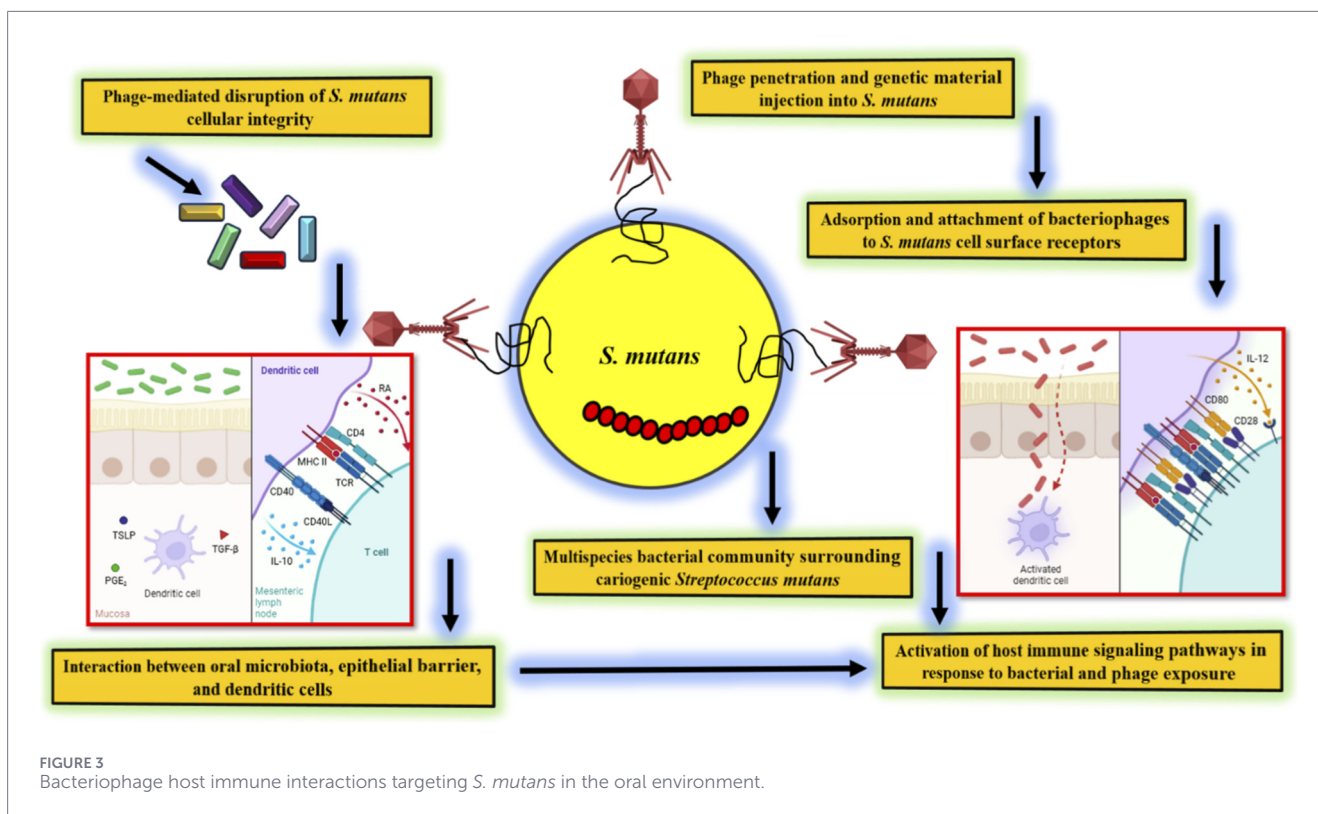 Phage-mediated disruption of S. mutans
cellular integrity
Phage penetration and genetic material
injection into S. mutans
Adsorption and attachment of bacteriophages
to S. mutans cell surface receptors
S. mutans
Dendritic cell
RA
CD4
MHC II
TCR
CD40
CD40L
IL-10
T cell
Mesenteric
lymph
node
TSLP
TGF-β
PGE₂
Dendritic cell
Mucosa
IL-12
CD80
CD28
Activated
dendritic cell
Multispecies bacterial community surrounding
cariogenic Streptococcus mutans
Interaction between oral microbiota, epithelial barrier,
and dendritic cells
Activation of host immune signaling pathways in
response to bacterial and phage exposure
FIGURE 3
Bacteriophage host immune interactions targeting S. mutans in the oral environment.